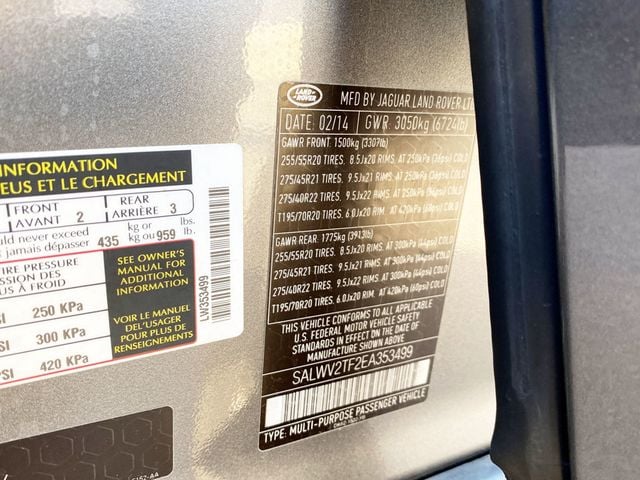 INFORMATION
EUS ET LE CHARGEMENT
FRONT
AVANT 2
REAR
ARRIÈRE 3
uld never exceed
s jamais dépasser 435 kg or
kg ou 959 lbs.
lb.
IRE PRESSURE
SSION DES
US À FROID
SI 250 KPa
SI 300 KPa
PSI 420 KPa
SEE OWNER'S
MANUAL FOR
ADDITIONAL
INFORMATION
VOIR LE MANUEL
DEL'USAGER
POUR PLUS DE
RENSEIGNEMENTS
LW353499
LAND
ROVER
MFD BY JAGUAR LAND ROVER LTD
DATE: 02/14 GWR: 3050kg (6724lb)
GAWR FRONT. 1500kg (3307lb)
255/55R20 TIRES. 8.5Jx20 RIMS. AT 250kPa (36psi) COLD
275/45R21 TIRES. 9.5Jx21 RIMS. AT 250kPa (36psi) COLD
275/40R22 TIRES. 9.5Jx22 RIMS. AT 250kPa (36psi) COLD
T195/70R20 TIRES. 6.0Jx20 RIM. AT 420kPa (60psi) COLD
GAWR REAR. 1775kg (3913lb)
255/55R20 TIRES. 8.5Jx20 RIMS. AT 300kPa (44psi) COLD
275/45R21 TIRES. 9.5Jx21 RIMS. AT 300kPa (44psi) COLD
275/40R22 TIRES. 9.5Jx22 RIMS. AT 300kPa (44psi) COLD
T195/70R20 TIRES. 6.0Jx20 RIM. AT 420kPa (60psi) COLD
THIS VEHICLE CONFORMS TO ALL APPLICABLE
U.S. FEDERAL MOTOR VEHICLE SAFETY
STANDARDS IN EFFECT ON THE DATE OF
MANUFACTURE SHOWN ABOVE
SALWV2TF2EA353499
TYPE: MULTI-PURPOSE PASSENGER VEHICLE